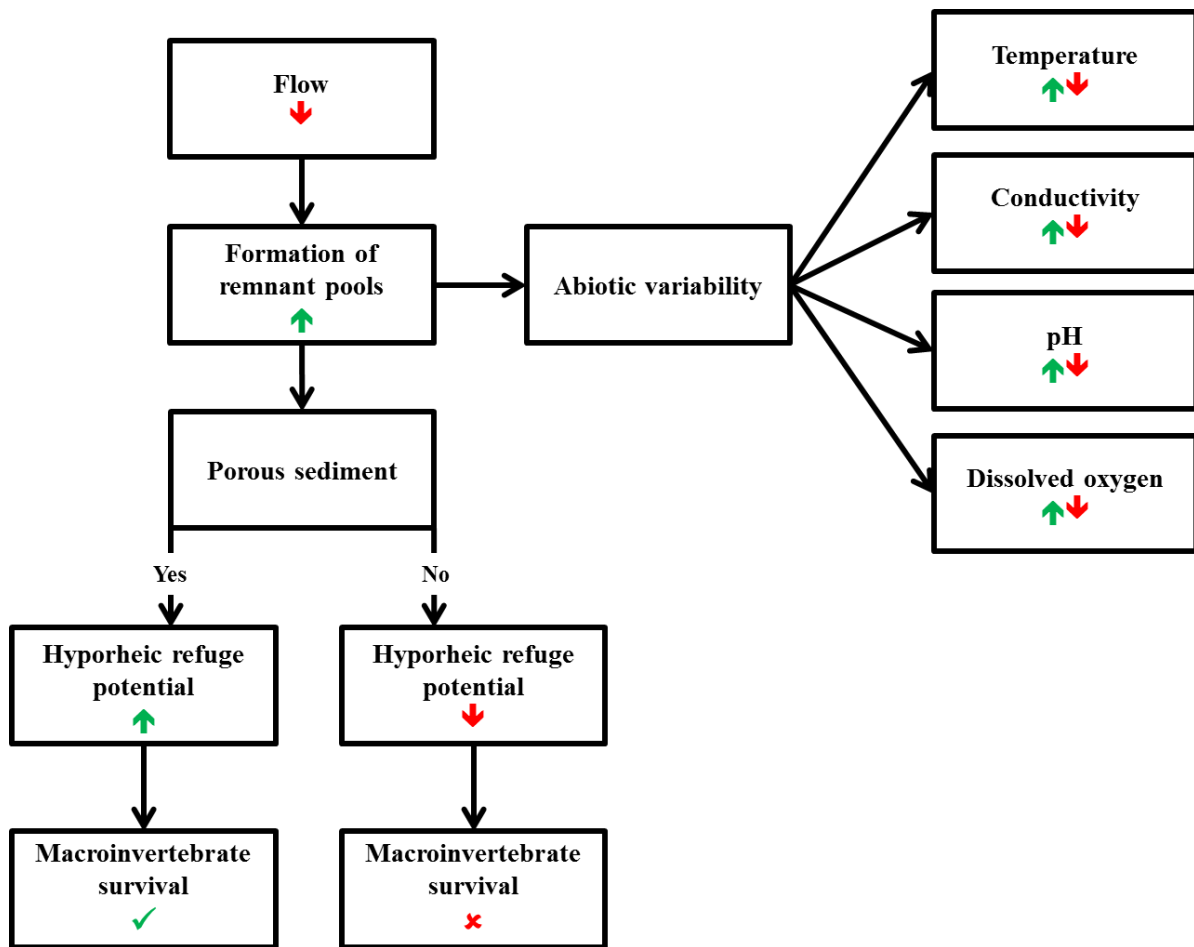 Flow
Formation of
remnant pools
Abiotic variability
Temperature
Conductivity
pH
Dissolved oxygen
Porous sediment
Yes
No
Hyporheic refuge
potential
Hyporheic refuge
potential
Macroinvertebrate
survival
Macroinvertebrate
survival